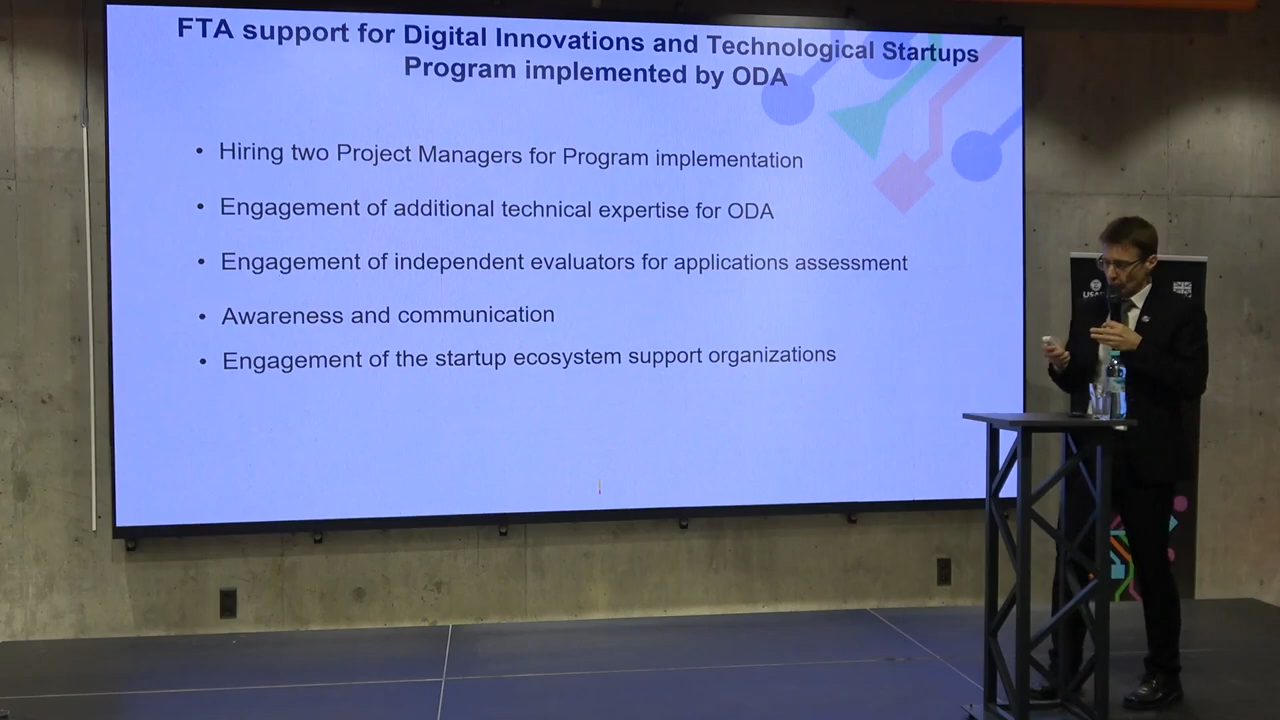 FTA support for Digital Innovations and Technological Startups
Program implemented by ODA
• Hiring two Project Managers for Program implementation
• Engagement of additional technical expertise for ODA
• Engagement of independent evaluators for applications assessment
• Awareness and communication
• Engagement of the startup ecosystem support organizations